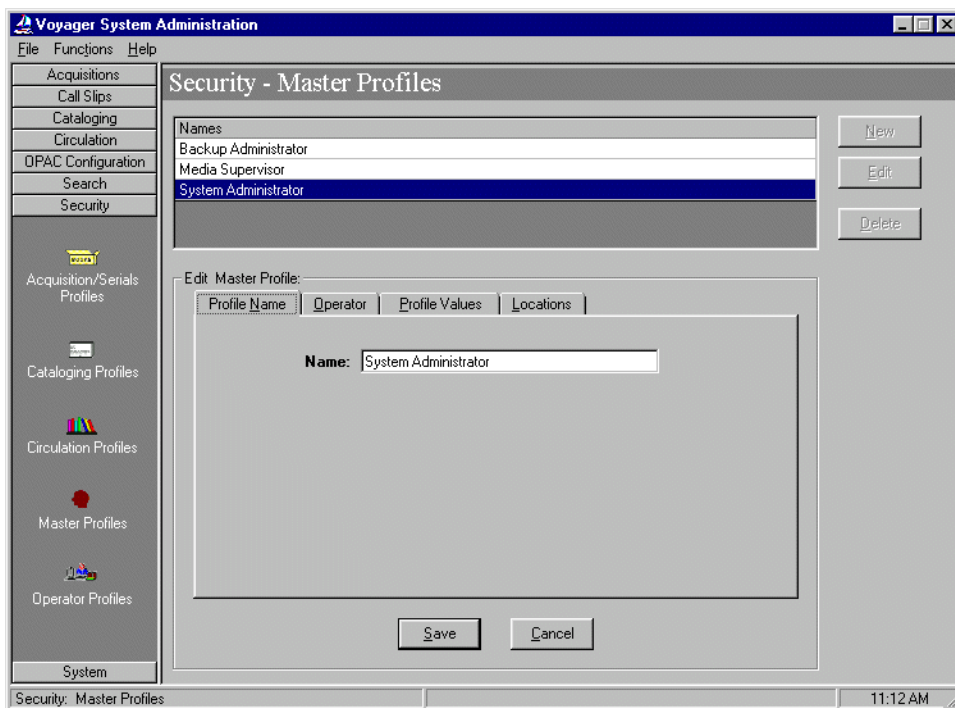 Voyager System Administration
File Functions Help
Acquisitions
Call Slips
Cataloging
Circulation
OPAC Configuration
Search
Security
Acquisition/Serials
Profiles
Cataloging Profiles
Circulation Profiles
Master Profiles
Operator Profiles
System
Security - Master Profiles
Names
Backup Administrator
Media Supervisor
System Administrator
New
Edit
Delete
Edit Master Profile:
Profile Name Operator Profile Values Locations
Name: System Administrator
Save Cancel
Security: Master Profiles 11:12 AM